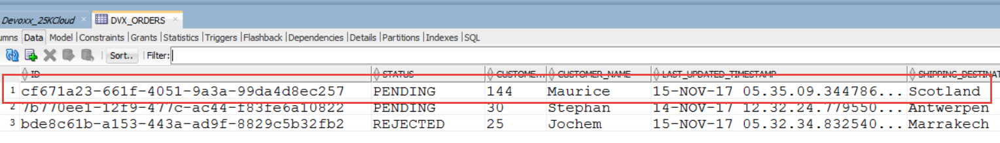 Devoxx_25KCloud × DVX_ORDERS ×
umns Data Model Constraints Grants Statistics Triggers Flashback Dependencies Details Partitions Indexes SQL
Sort.. Filter:
ID STATUS CUSTOME... CUSTOMER_NAME LAST_UPDATED_TIMESTAMP SHIPPING_DESTINAT
1 cf671a23-661f-4051-9a3a-99da4d8ec257 PENDING 144 Maurice 15-NOV-17 05.35.09.344786... Scotland
2 7b770ee1-12f9-477c-ac44-f83fe6a10822 PENDING 30 Stephan 14-NOV-17 12.32.24.779550... Antwerpen
3 bde8c61b-a153-443a-ad9f-8829c5b32fb2 REJECTED 25 Jochem 15-NOV-17 05.32.34.832540... Marrakech